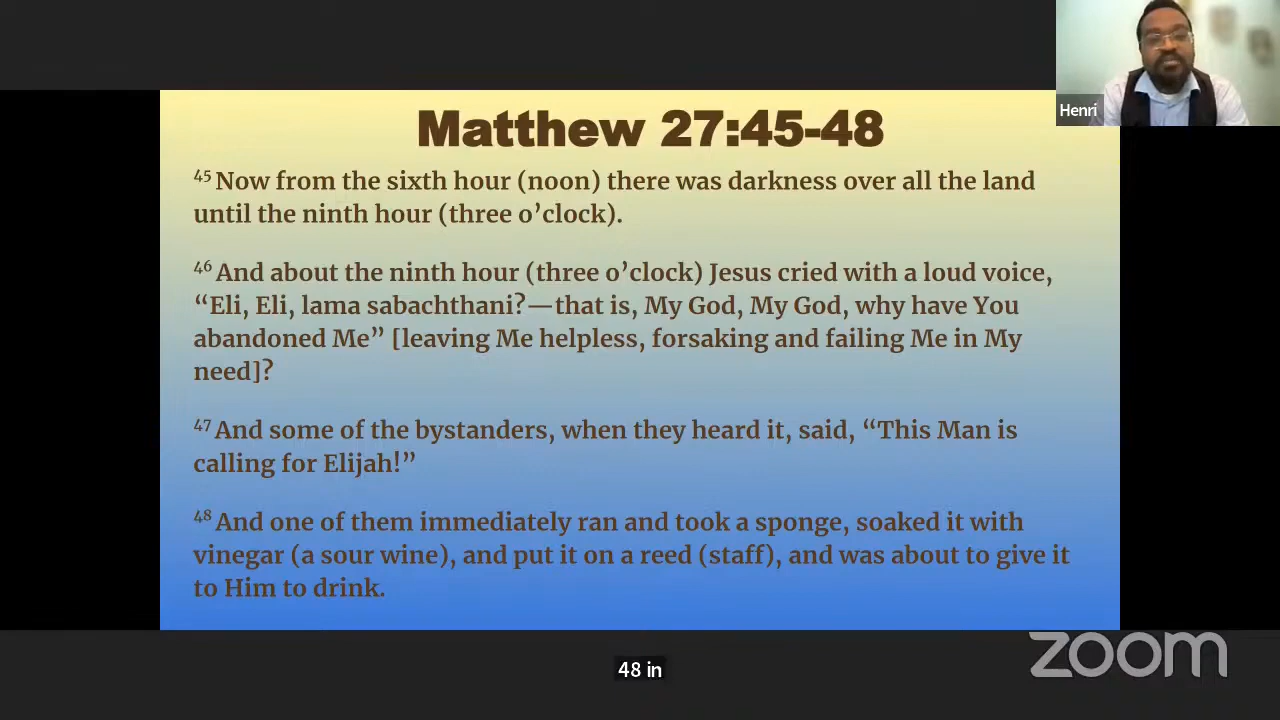 Henri
Matthew 27:45-48
45 Now from the sixth hour (noon) there was darkness over all the land
until the ninth hour (three o’clock).
46 And about the ninth hour (three o’clock) Jesus cried with a loud voice,
“Eli, Eli, lama sabachthani?—that is, My God, My God, why have You
abandoned Me” [leaving Me helpless, forsaking and failing Me in My
need]?
47 And some of the bystanders, when they heard it, said, “This Man is
calling for Elijah!”
48 And one of them immediately ran and took a sponge, soaked it with
vinegar (a sour wine), and put it on a reed (staff), and was about to give it
to Him to drink.
48 in
zoom